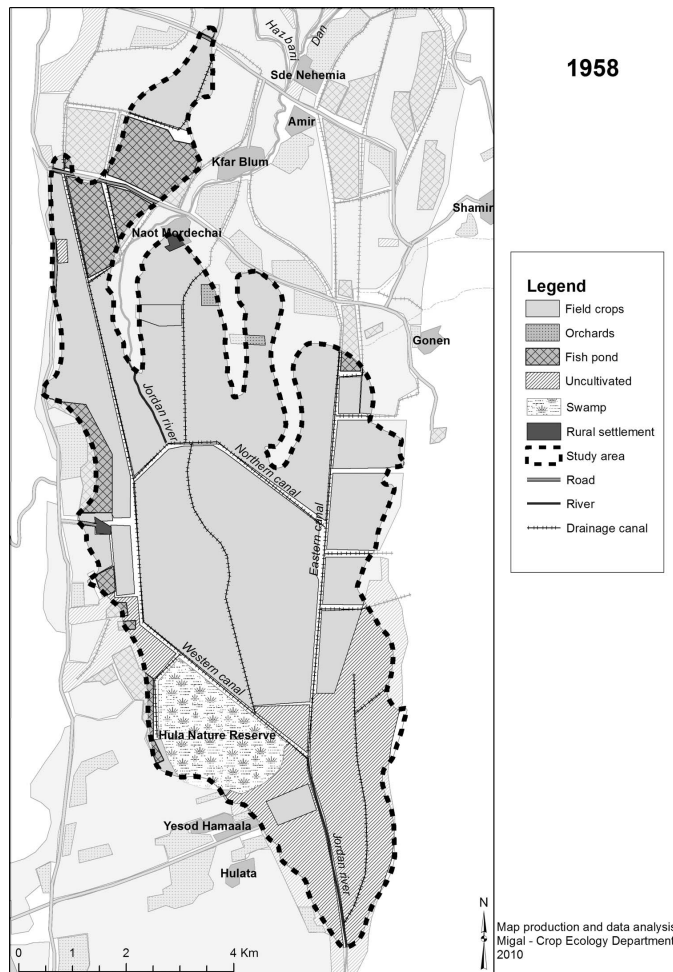 1958
Hazbani
Dan
Sde Nehemia
Amir
Kfar Blum
Shamir
Naot Mordechai
Gonen
Jordan river
Northern canal
Eastern canal
Western canal
Hula Nature Reserve
Yesod Hamaala
Hulata
Jordan river
Legend
Field crops
Orchards
Fish pond
Uncultivated
Swamp
Rural settlement
Study area
Road
River
Drainage canal
N
0 1 2 4 Km
Map production and data analysis
Migal - Crop Ecology Department
2010